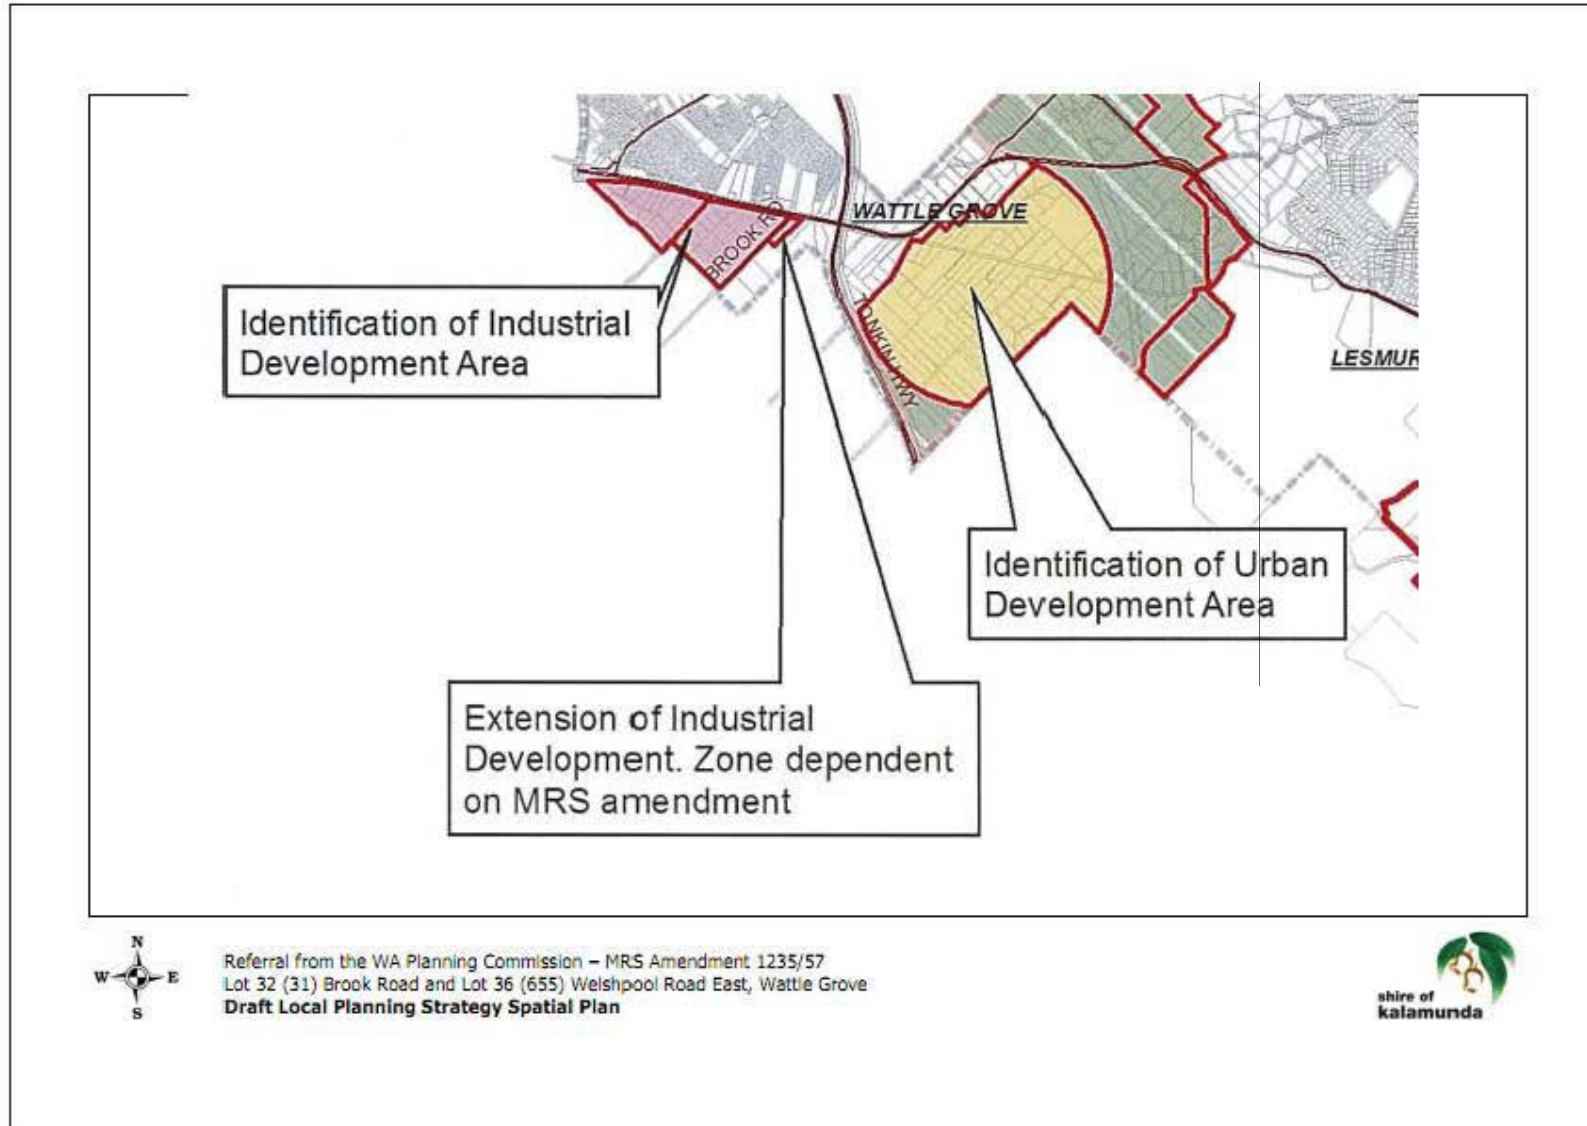 WATTLE GROVE
BROOK RD
TONKIN HWY
LESMUR
Identification of Industrial
Development Area
Identification of Urban
Development Area
Extension of Industrial
Development. Zone dependent
on MRS amendment
N
W E
S
Referral from the WA Planning Commission – MRS Amendment 1235/57
Lot 32 (31) Brook Road and Lot 36 (655) Welshpool Road East, Wattle Grove
Draft Local Planning Strategy Spatial Plan
shire of
kalamunda